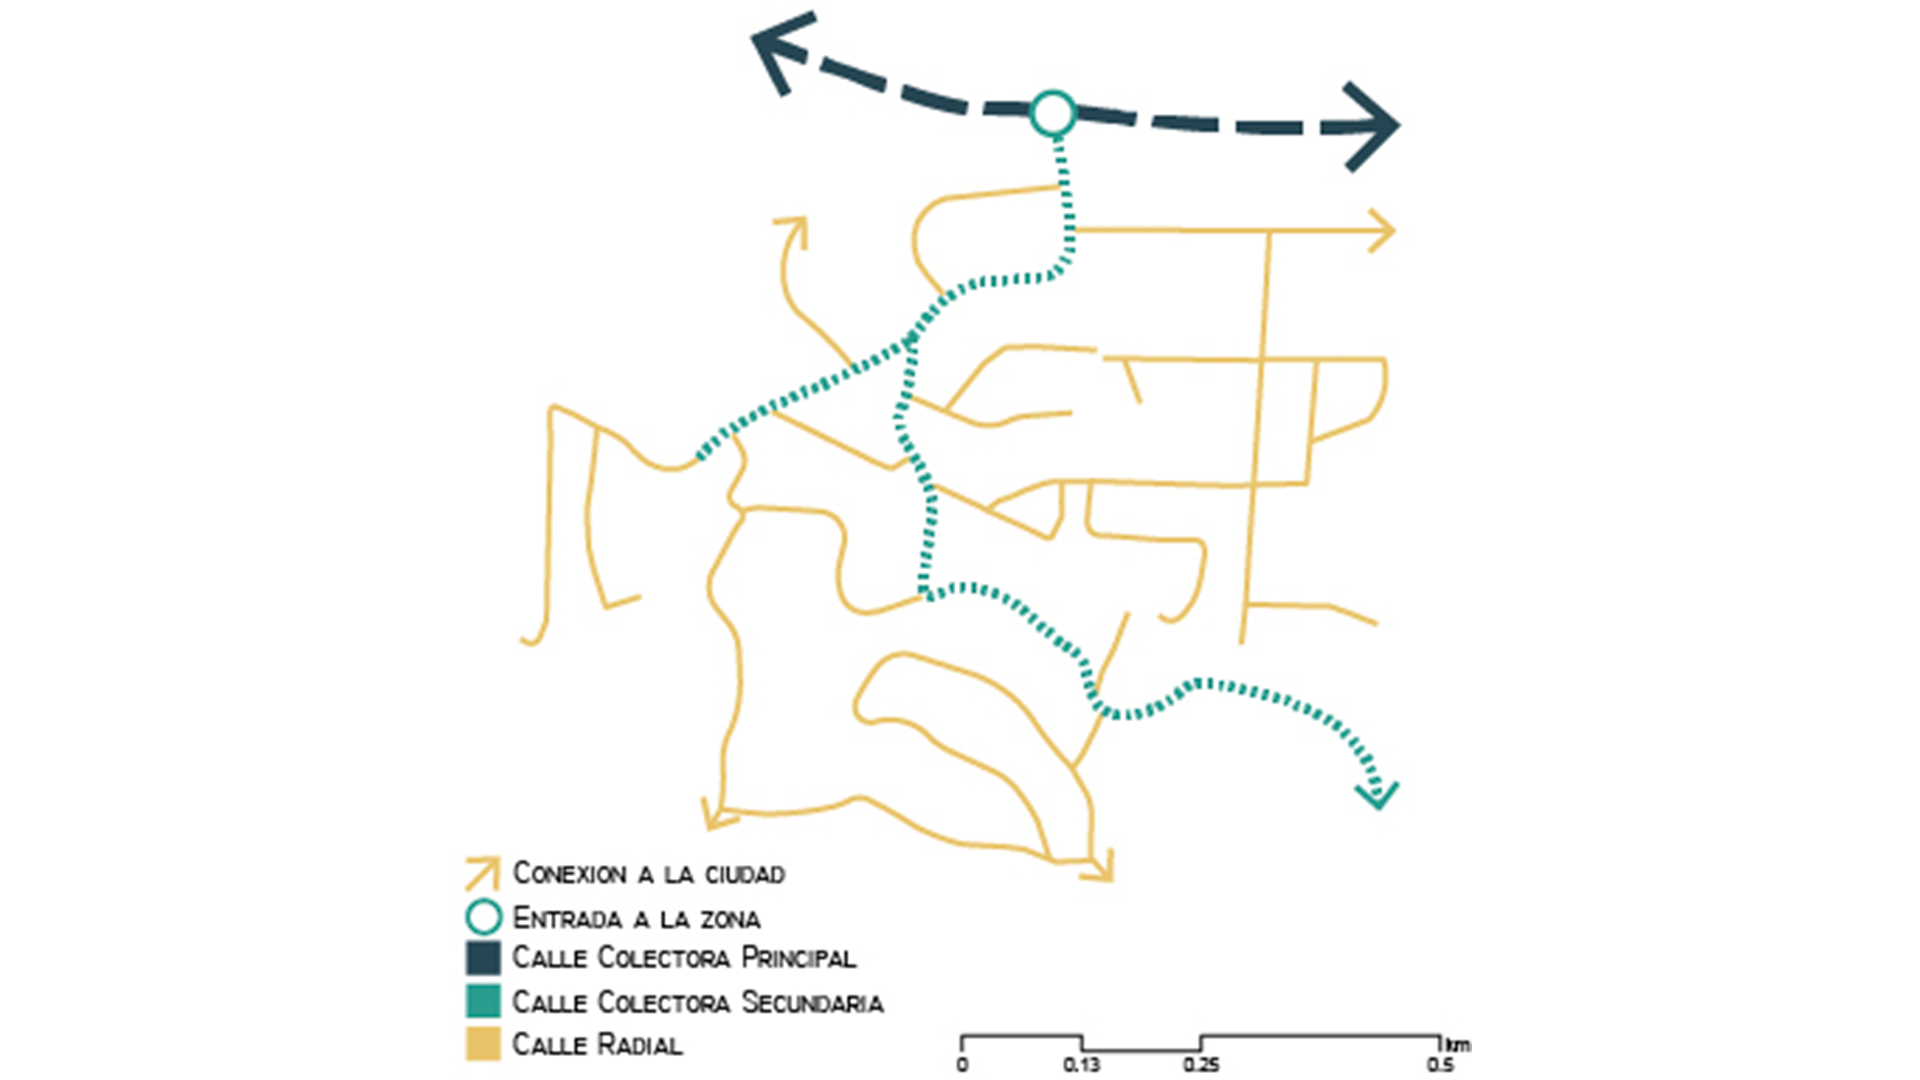 CONEXION A LA CIUDAD
ENTRADA A LA ZONA
CALLE COLECTORA PRINCIPAL
CALLE COLECTORA SECUNDARIA
CALLE RADIAL
0 0.13 0.25 0.5 km